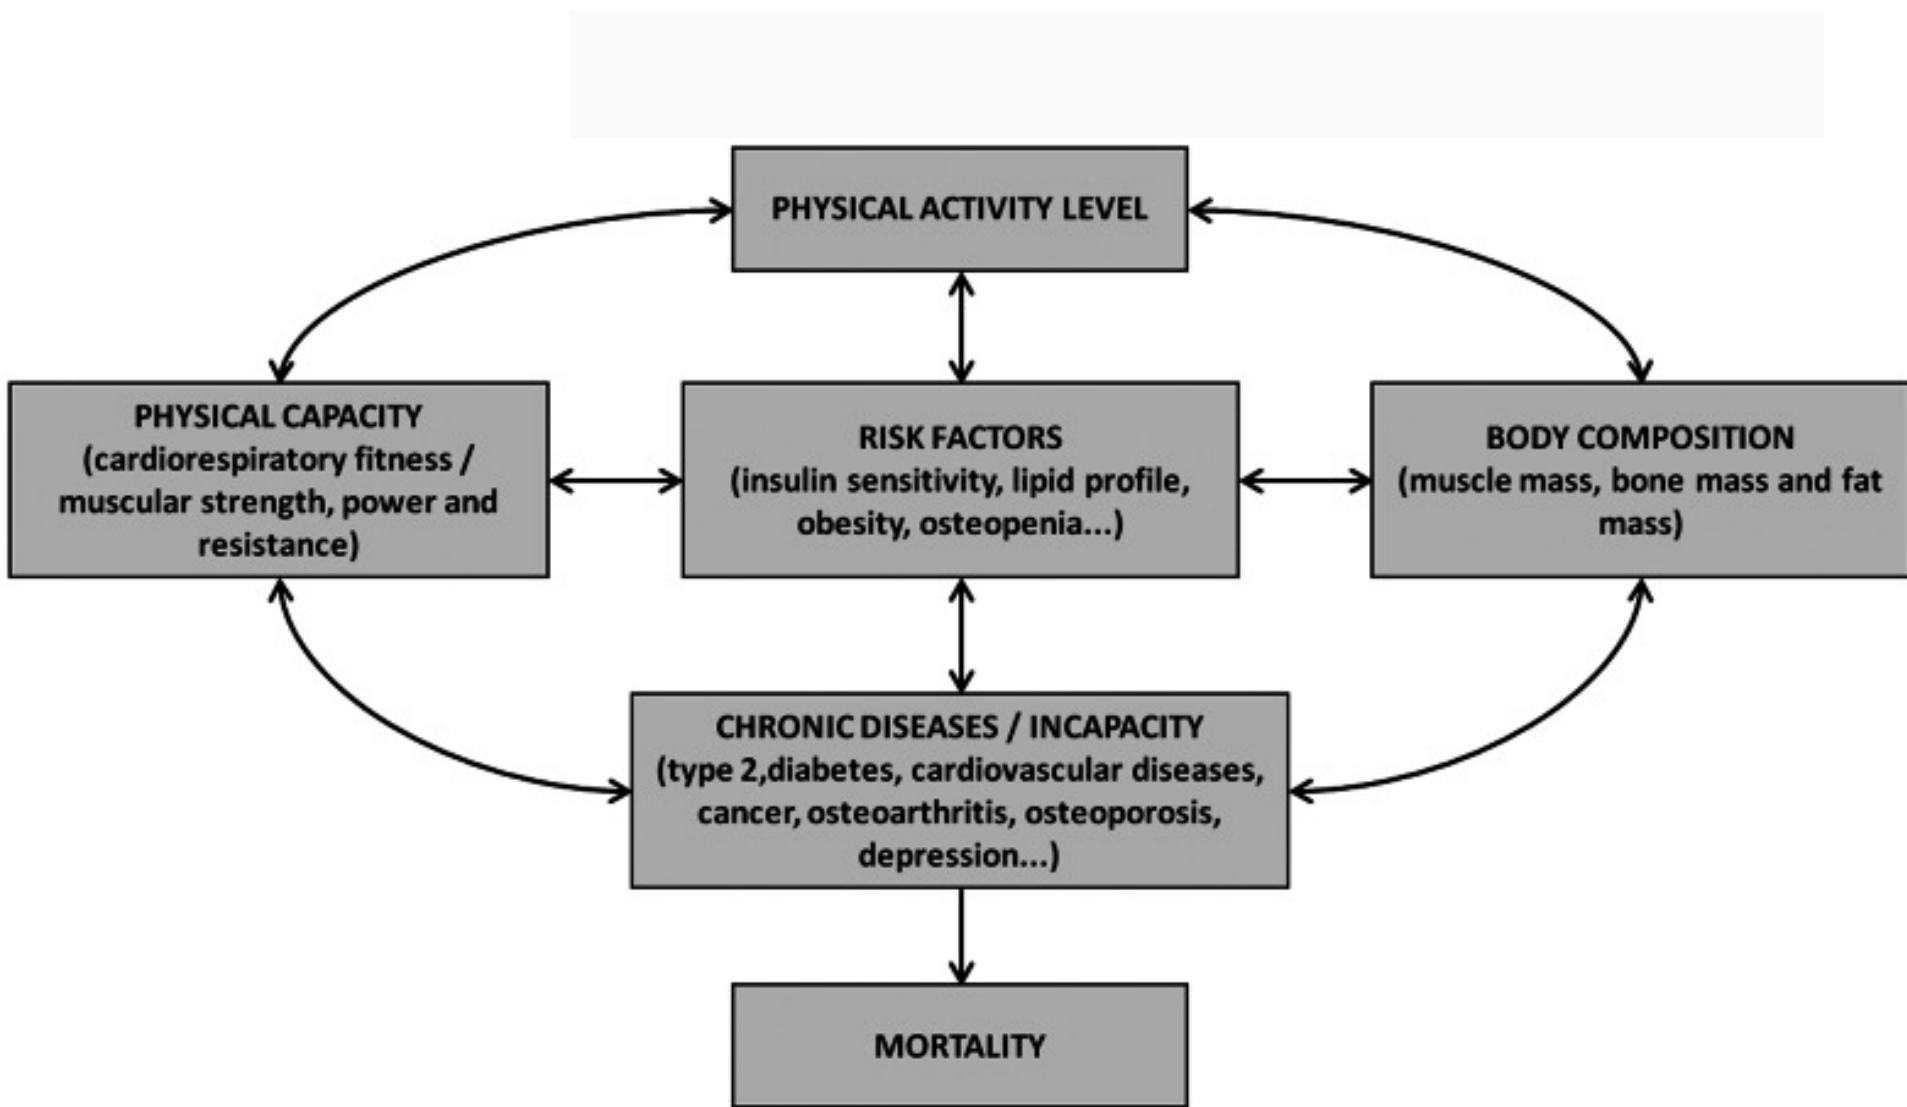 PHYSICAL ACTIVITY LEVEL
PHYSICAL CAPACITY
(cardiorespiratory fitness /
muscular strength, power and
resistance)
RISK FACTORS
(insulin sensitivity, lipid profile,
obesity, osteopenia...)
BODY COMPOSITION
(muscle mass, bone mass and fat
mass)
CHRONIC DISEASES / INCAPACITY
(type 2,diabetes, cardiovascular diseases,
cancer, osteoarthritis, osteoporosis,
depression...)
MORTALITY